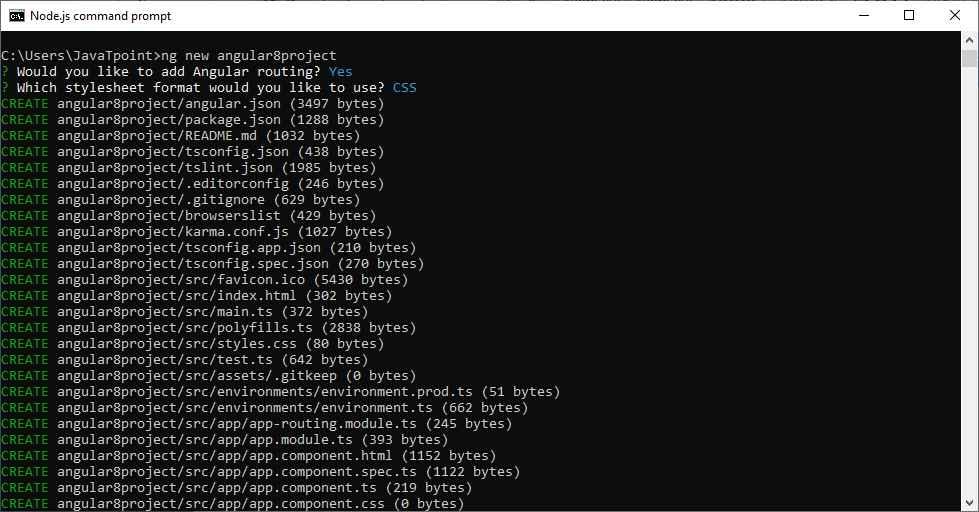 Node.js command prompt
C:\Users\JavaTpoint>ng new angular8project
? Would you like to add Angular routing? Yes
? Which stylesheet format would you like to use? CSS
CREATE angular8project/angular.json (3497 bytes)
CREATE angular8project/package.json (1288 bytes)
CREATE angular8project/README.md (1032 bytes)
CREATE angular8project/tsconfig.json (438 bytes)
CREATE angular8project/tslint.json (1985 bytes)
CREATE angular8project/.editorconfig (246 bytes)
CREATE angular8project/.gitignore (629 bytes)
CREATE angular8project/browserslist (429 bytes)
CREATE angular8project/karma.conf.js (1027 bytes)
CREATE angular8project/tsconfig.app.json (210 bytes)
CREATE angular8project/tsconfig.spec.json (270 bytes)
CREATE angular8project/src/favicon.ico (5430 bytes)
CREATE angular8project/src/index.html (302 bytes)
CREATE angular8project/src/main.ts (372 bytes)
CREATE angular8project/src/polyfills.ts (2838 bytes)
CREATE angular8project/src/styles.css (80 bytes)
CREATE angular8project/src/test.ts (642 bytes)
CREATE angular8project/src/assets/.gitkeep (0 bytes)
CREATE angular8project/src/environments/environment.prod.ts (51 bytes)
CREATE angular8project/src/environments/environment.ts (662 bytes)
CREATE angular8project/src/app/app-routing.module.ts (245 bytes)
CREATE angular8project/src/app/app.module.ts (393 bytes)
CREATE angular8project/src/app/app.component.html (1152 bytes)
CREATE angular8project/src/app/app.component.spec.ts (1122 bytes)
CREATE angular8project/src/app/app.component.ts (219 bytes)
CREATE angular8project/src/app/app.component.css (0 bytes)